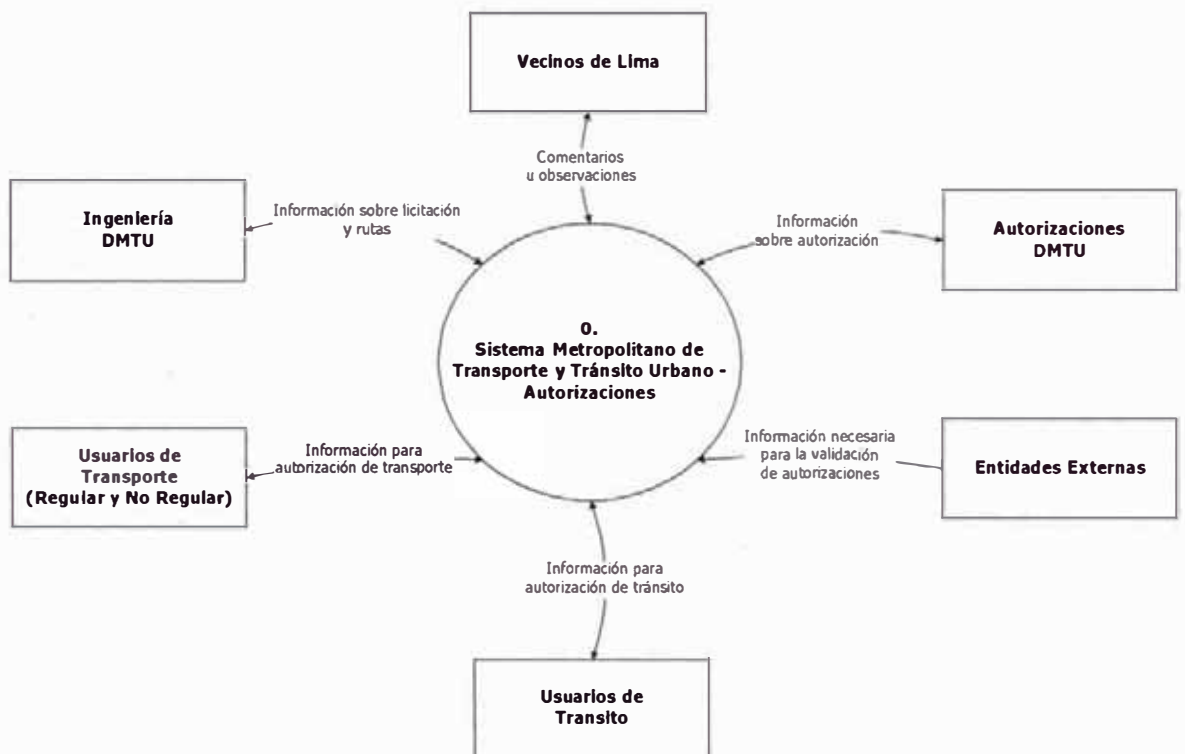 Vecinos de Lima
Comentarios
u observaciones
Ingeniería
DMTU
Información sobre licitación
y rutas
Información
sobre autorización
Autorizaciones
DMTU
0.
Sistema Metropolitano de
Transporte y Tránsito Urbano -
Autorizaciones
Usuarios de
Transporte
(Regular y No Regular)
Información para
autorización de transporte
Información necesaria
para la validación
de autorizaciones
Entidades Externas
Información para
autorización de tránsito
Usuarios de
Transito